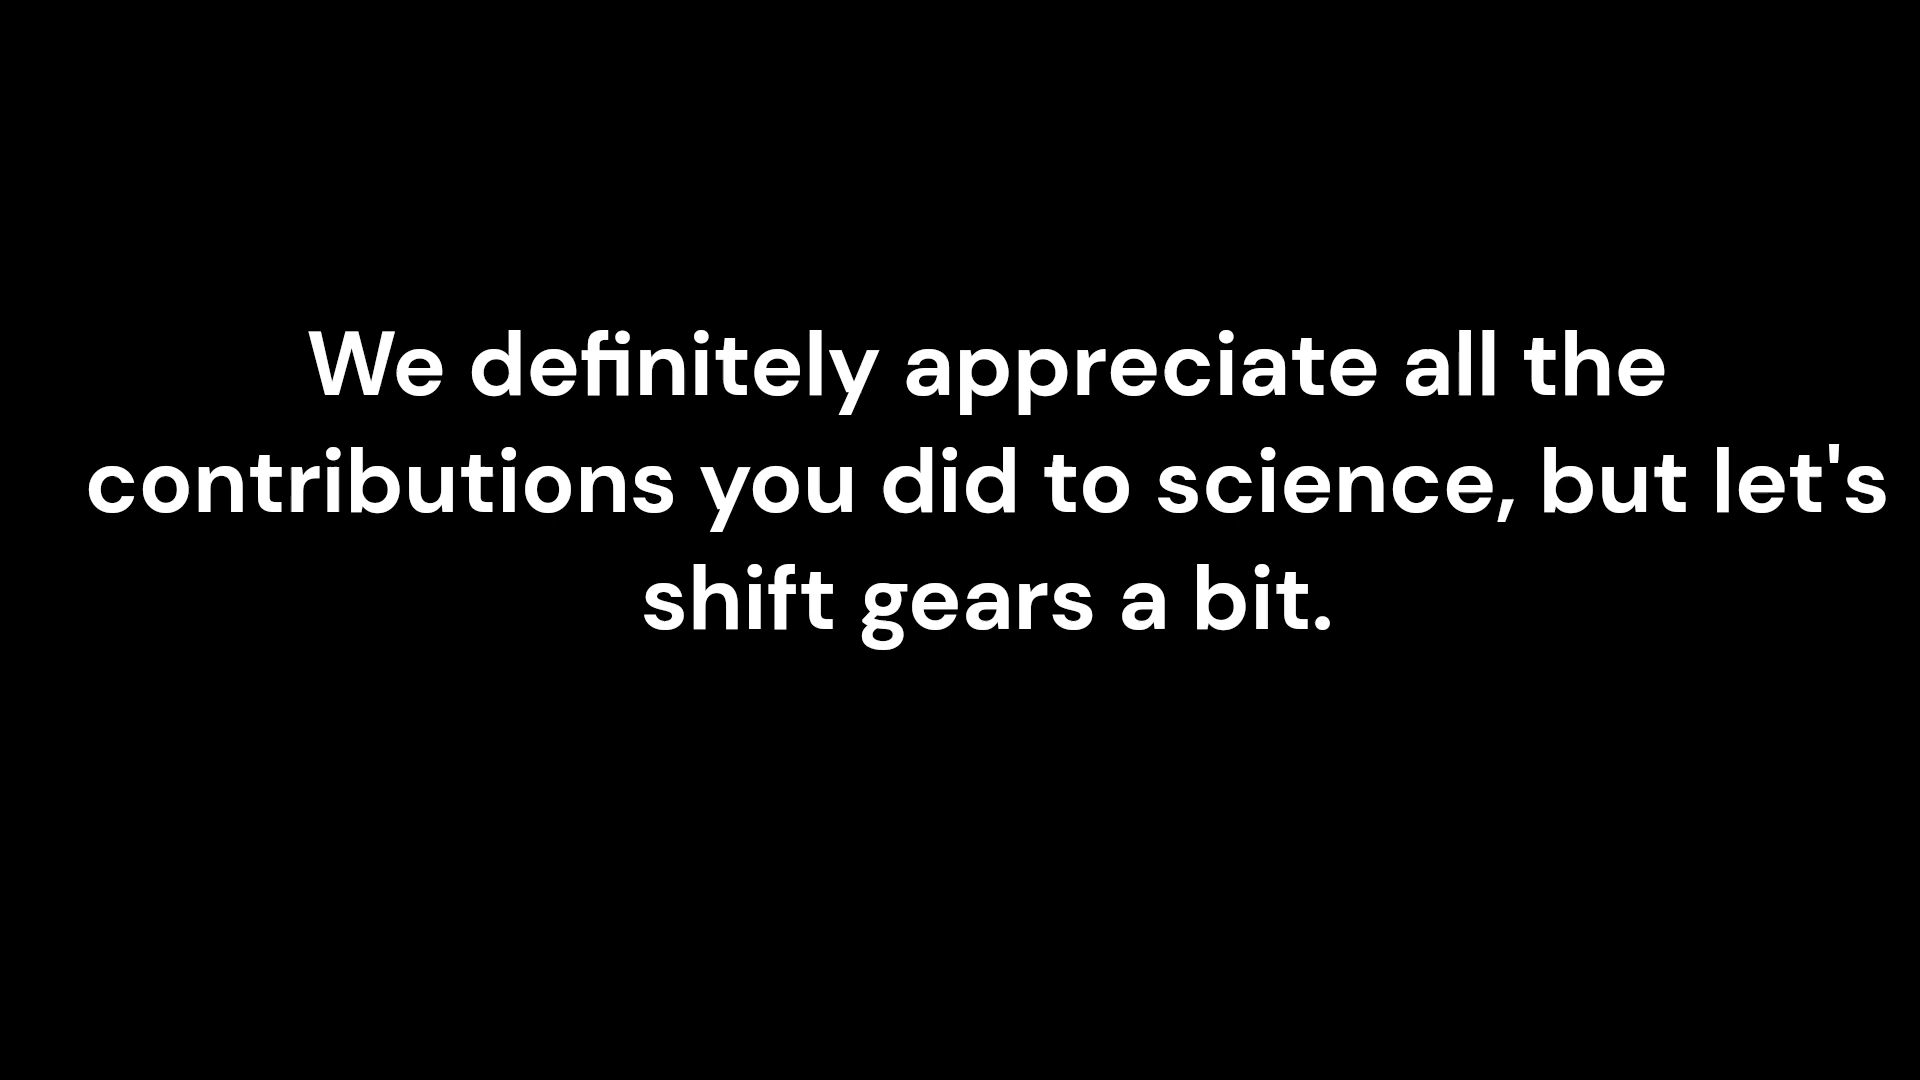 We definitely appreciate all the
contributions you did to science, but let's
shift gears a bit.